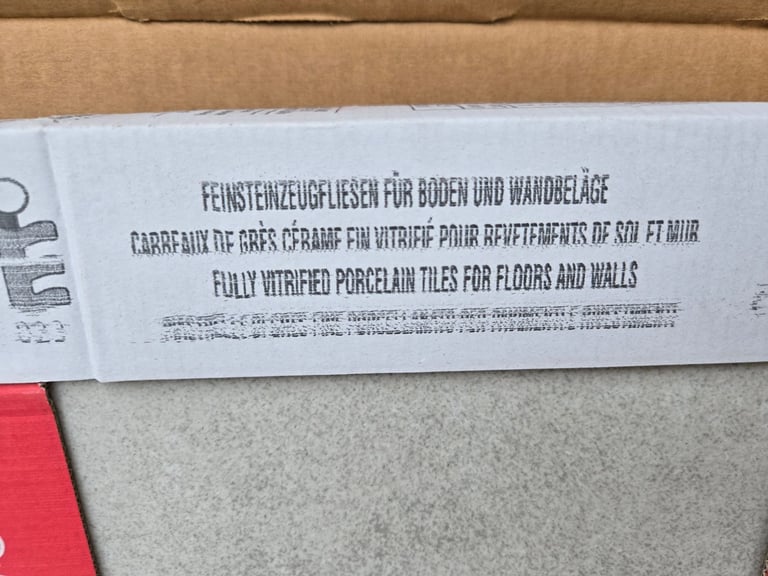 FEINSTEINZEUGFLIESEN FÜR BODEN UND WANDBELÄGE
CARREAUX DE GRÈS CÉRAME FIN VITRIFIÉ POUR REVETEMENTS DE SOL ET MUR
FULLY VITRIFIED PORCELAIN TILES FOR FLOORS AND WALLS